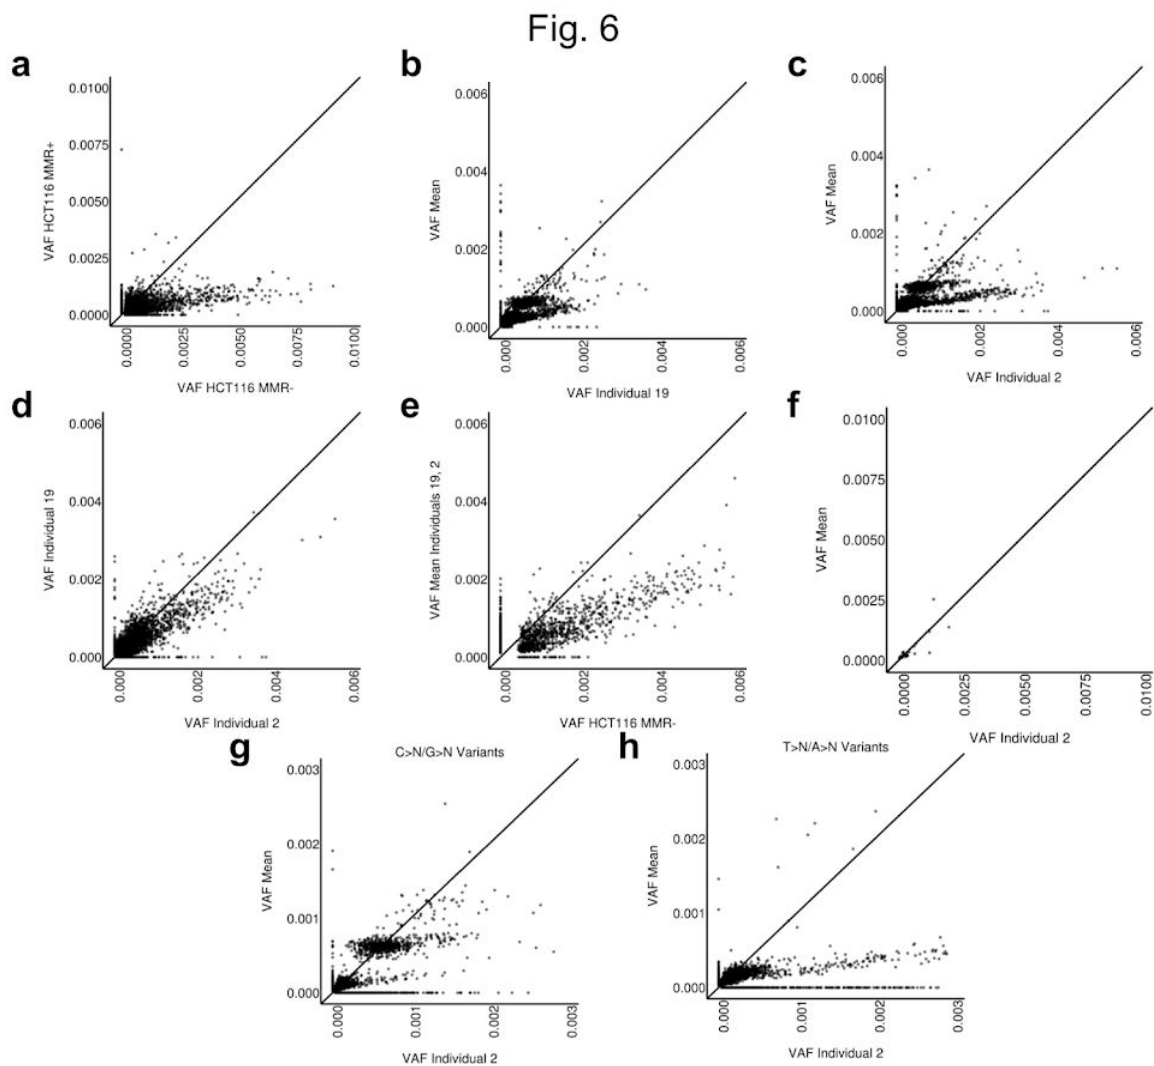 Fig. 6
a
0.0100
0.0075
0.0050
0.0025
0.0000
VAF HCT116 MMR+
0.0000
0.0025
0.0050
0.0075
0.0100
VAF HCT116 MMR-
b
0.006
0.004
0.002
0.000
VAF Mean
0.000
0.002
0.004
0.006
VAF Individual 19
c
0.006
0.004
0.002
0.000
VAF Mean
0.000
0.002
0.004
0.006
VAF Individual 2
d
0.006
0.004
0.002
0.000
VAF Individual 19
0.000
0.002
0.004
0.006
VAF Individual 2
e
0.006
0.004
0.002
0.000
VAF Mean Individuals 19, 2
0.000
0.002
0.004
0.006
VAF HCT116 MMR-
f
0.0100
0.0075
0.0050
0.0025
0.0000
VAF Mean
0.0000
0.0025
0.0050
0.0075
0.0100
VAF Individual 2
g
C>N/G>N Variants
0.003
0.002
0.001
0.000
VAF Mean
0.000
0.001
0.002
0.003
VAF Individual 2
h
T>N/A>N Variants
0.003
0.002
0.001
0.000
VAF Mean
0.000
0.001
0.002
0.003
VAF Individual 2